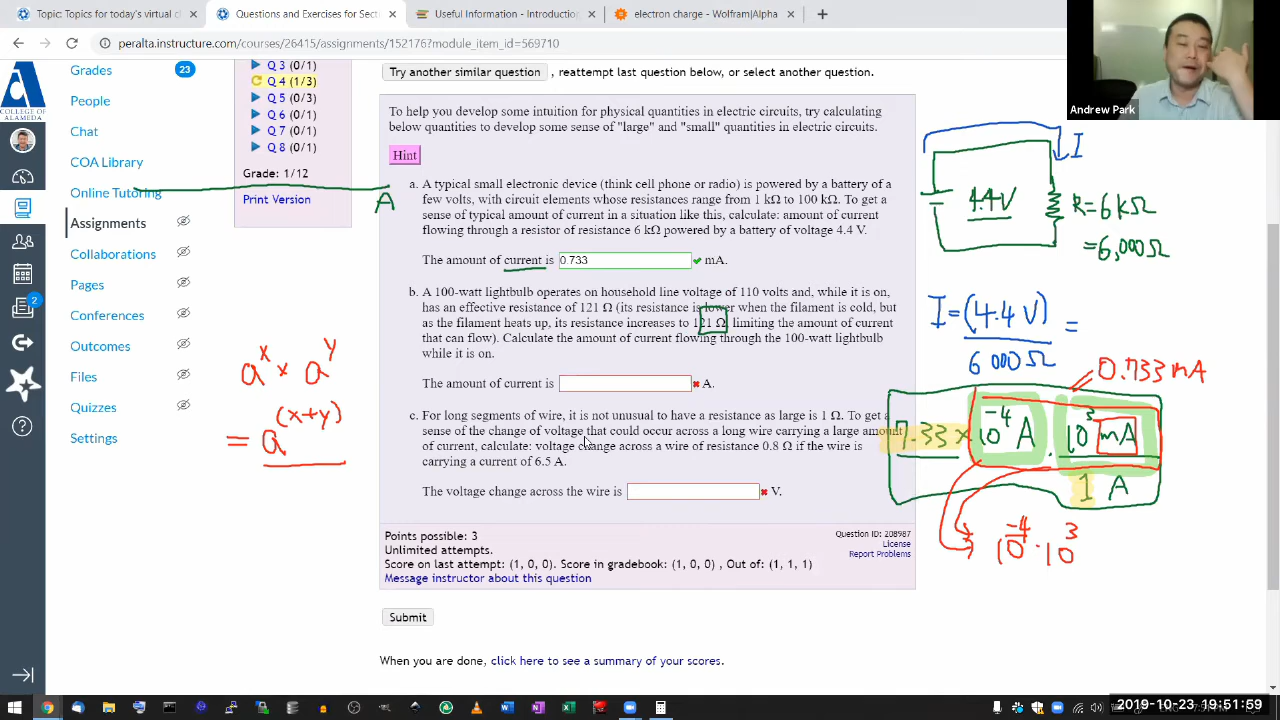 Topic: Topics for today's virtual cl
Questions and Exercises for Sect
Useful Information - Introduction
electron charge - Wolfram|Alpha
peralta.instructure.com/courses/26415/assignments/152176?module_item_id=569710
COLLEGE OF
ALAMEDA
2
Grades
23
People
Chat
COA Library
Online Tutoring
Assignments
Collaborations
Pages
Conferences
Outcomes
Files
Quizzes
Settings
Q 3 (0/1)
Q 4 (1/3)
Q 5 (0/3)
Q 6 (0/1)
Q 7 (0/1)
Q 8 (0/1)
Grade: 1/12
Print Version
A
Try another similar question , reattempt last question below, or select another question.
To help you develop some intuition for physical quantities in electric circuits, try calculating
below quantities to develop some sense of "large" and "small" quantities in electric circuits.
Hint
a. A typical small electronic device (think cell phone or radio) is powered by a battery of a
few volts, with circuit elements whose resistances range from 1 kΩ to 100 kΩ. To get a
sense of typical amount of current in a situation like this, calculate: amount of current
flowing through a resistor of resistance 6 kΩ powered by a battery of voltage 4.4 V.
The amount of current is 0.733 mA.
b. A 100-watt lightbulb operates on household line voltage of 110 volts and, while it is on,
has an effective resistance of 121 Ω (its resistance is lower when the filament is cold, but
as the filament heats up, its resistance increases to 121 Ω limiting the amount of current
that can flow). Calculate the amount of current flowing through the 100-watt lightbulb
while it is on.
The amount of current is A.
c. For long segments of wire, it is not unusual to have a resistance as large is 1 Ω. To get a
sense of the change of voltage that could occur across a long wire carrying a large amount
of current, calculate: voltage change across a wire of resistance 0.8 Ω if the wire is
carrying a current of 6.5 A.
The voltage change across the wire is V.
Points possible: 3
Unlimited attempts.
Score on last attempt: (1, 0, 0). Score in gradebook: (1, 0, 0) , Out of: (1, 1, 1)
Message instructor about this question
Question ID: 208987
License
Report Problems
Submit
When you are done, click here to see a summary of your scores.
a^x × a^y
= a^(x+y)
Andrew Park
I
4.4V
R = 6 kΩ
= 6,000 Ω
I = (4.4 V) =
6000 Ω
0.733 mA
7.33 × 10^-4 A · 10^3 mA
1 A
10^-4 · 10^3
2019-10-23 19:51:59